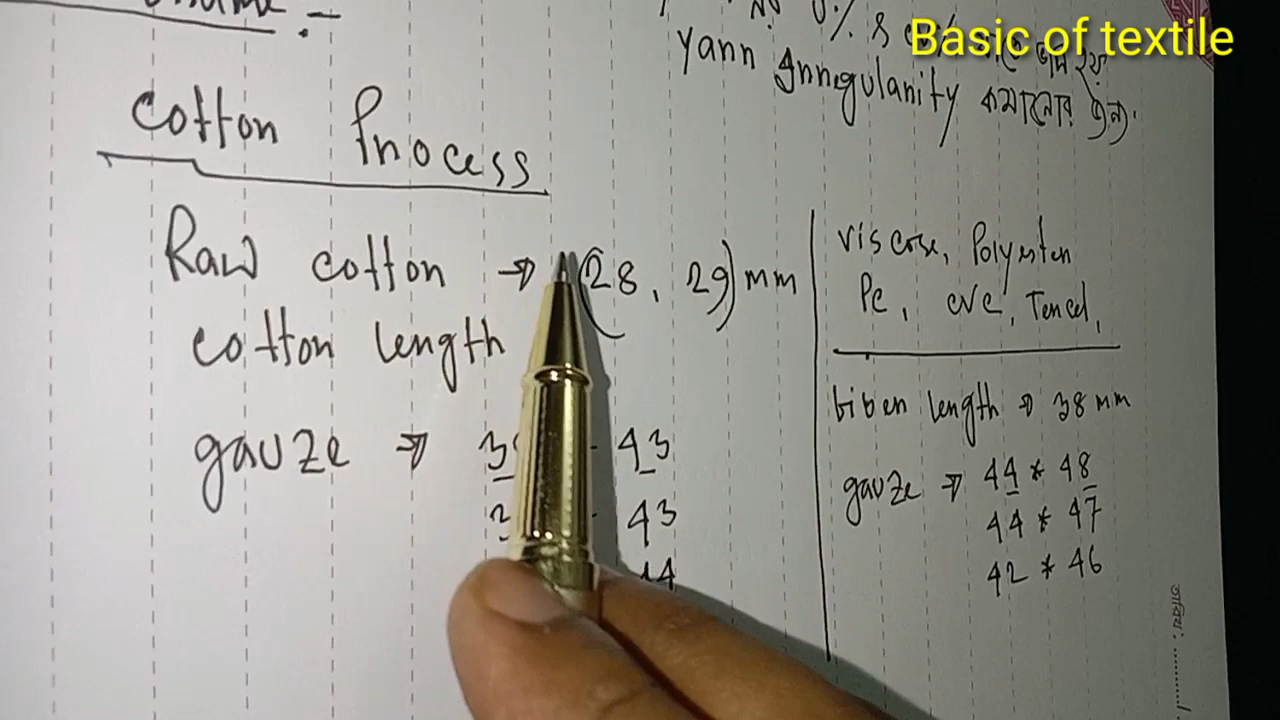 Basic of textile
Yarn Irregularity কমানোর জন্য.
Cotton Process
Raw cotton → (28, 29) mm
cotton length
gauze → 43
43
44
Viscose, Polyester
PC, CVC, Tencel,
fiber length → 38 mm
gauze → 44 * 48
44 * 47
42 * 46